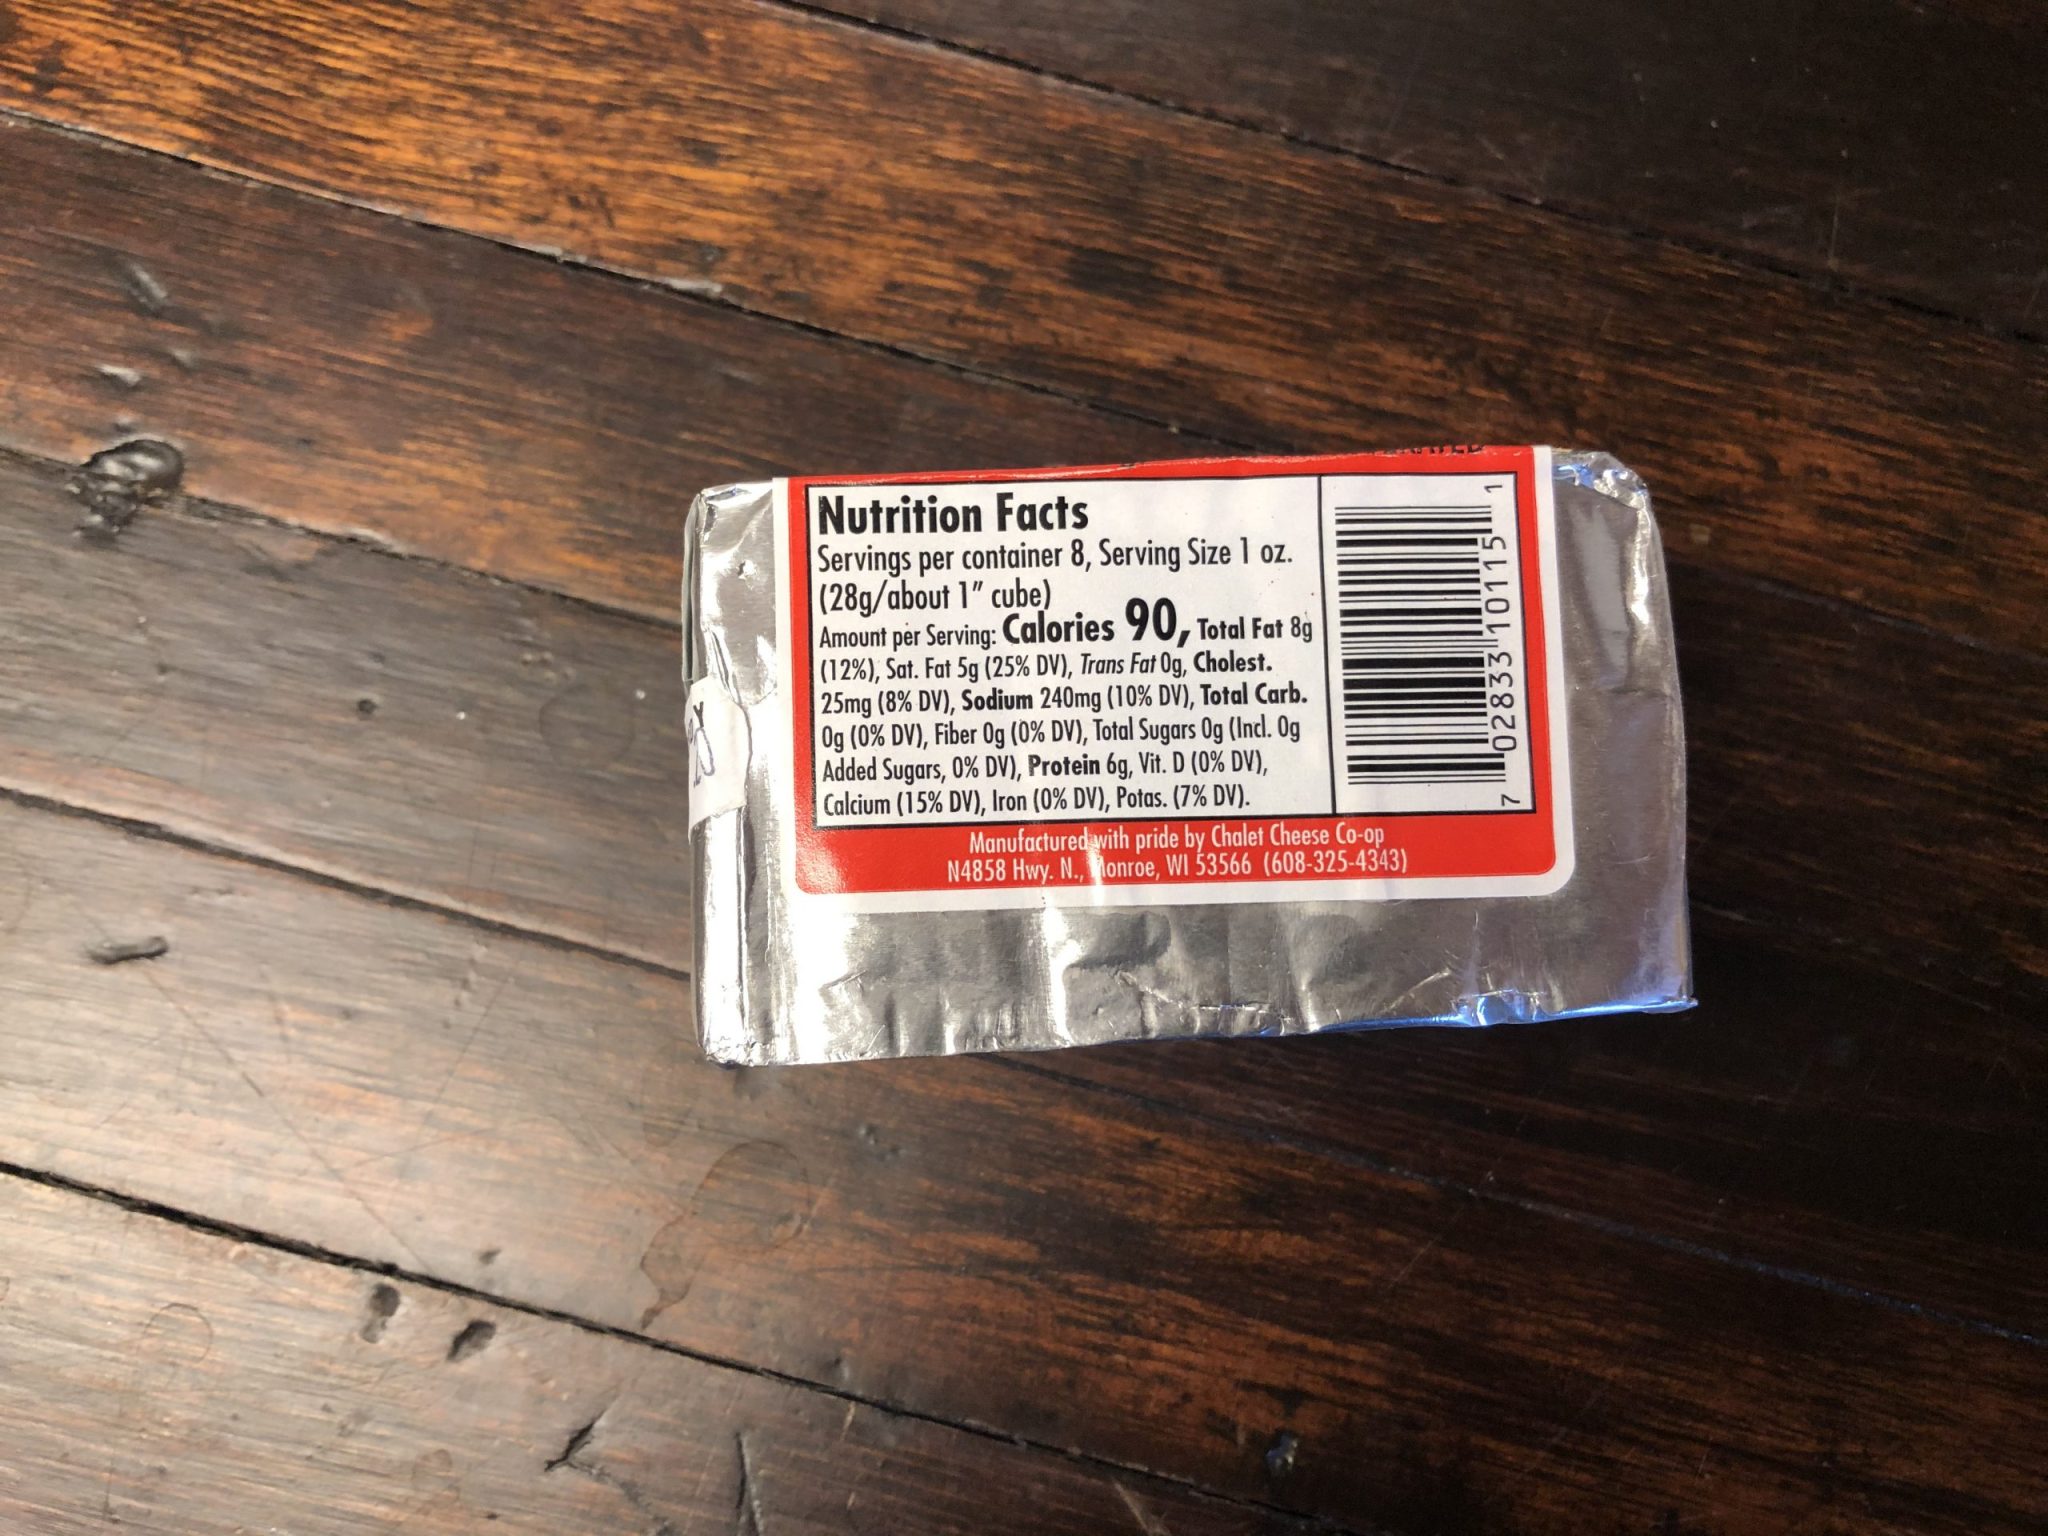 Nutrition Facts
Servings per container 8, Serving Size 1 oz.
(28g/about 1" cube)
Amount per Serving: Calories 90, Total Fat 8g
(12%), Sat. Fat 5g (25% DV), Trans Fat 0g, Cholest.
25mg (8% DV), Sodium 240mg (10% DV), Total Carb.
0g (0% DV), Fiber 0g (0% DV), Total Sugars 0g (Incl. 0g
Added Sugars, 0% DV), Protein 6g, Vit. D (0% DV),
Calcium (15% DV), Iron (0% DV), Potas. (7% DV).
7 02833 10115 1
Manufactured with pride by Chalet Cheese Co-op
N4858 Hwy. N., Monroe, WI 53566 (608-325-4343)